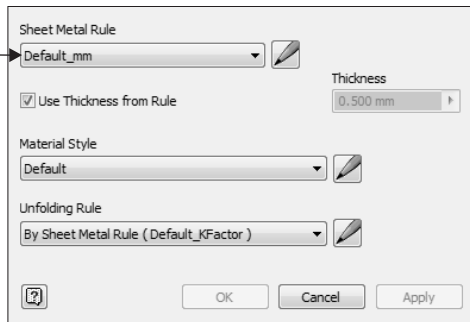 Sheet Metal Rule
Default_mm
Thickness
Use Thickness from Rule
0.500 mm
Material Style
Default
Unfolding Rule
By Sheet Metal Rule ( Default_KFactor )
?
OK
Cancel
Apply